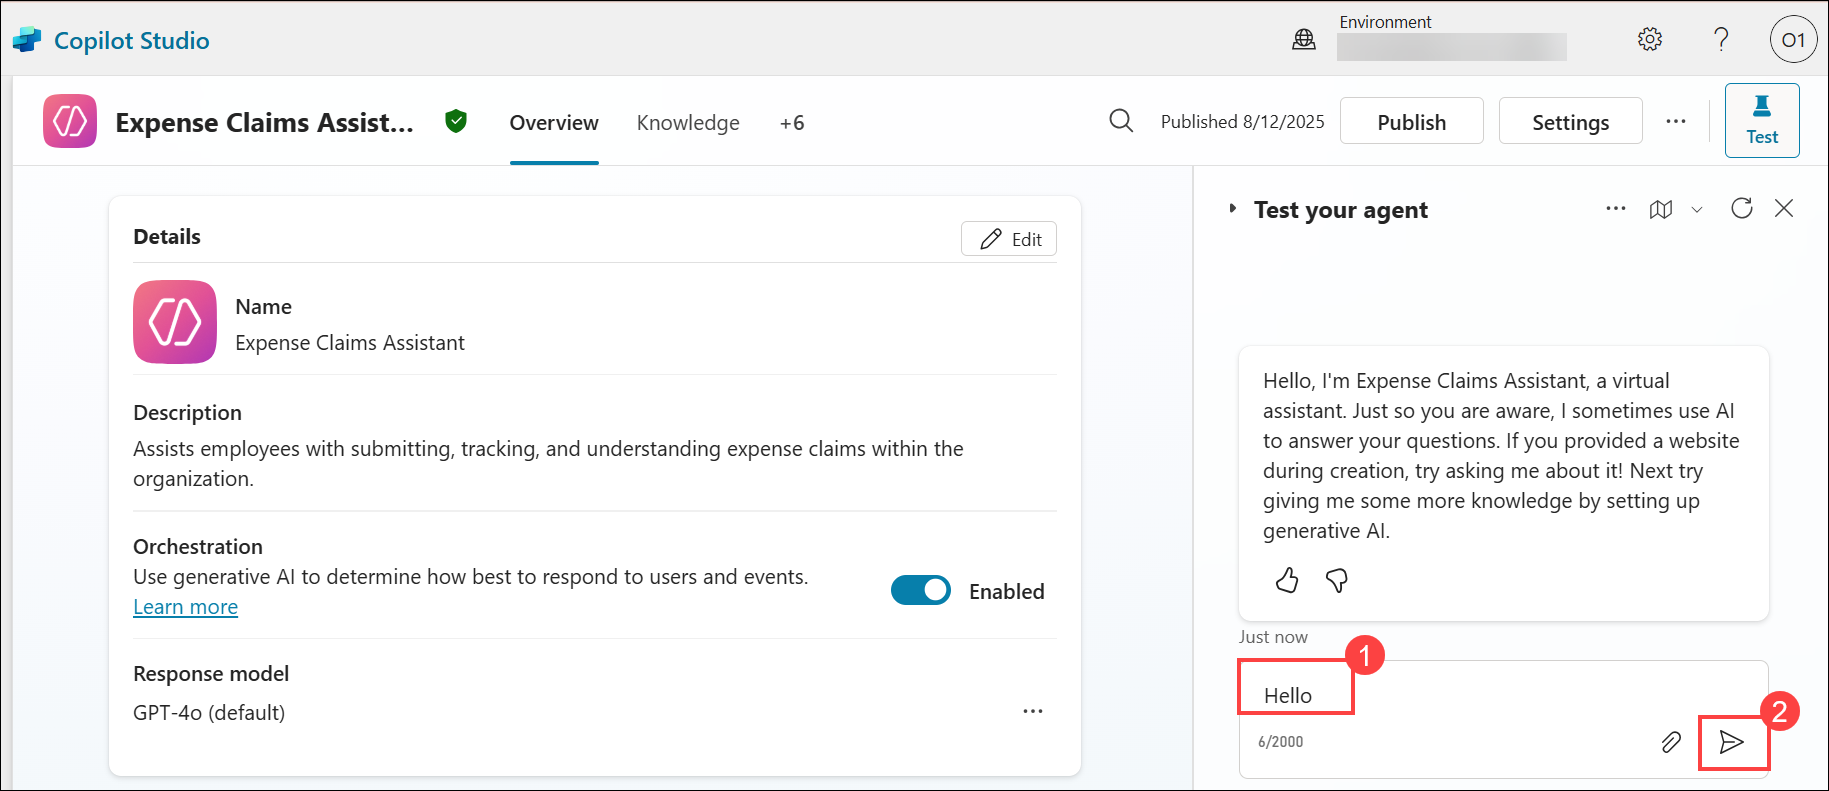 Copilot Studio
Environment
O1
Expense Claims Assist...
Overview
Knowledge
+6
Published 8/12/2025
Publish
Settings
Test
Details
Edit
Name
Expense Claims Assistant
Description
Assists employees with submitting, tracking, and understanding expense claims within the
organization.
Orchestration
Use generative AI to determine how best to respond to users and events.
Learn more
Enabled
Response model
GPT-4o (default)
Test your agent
Hello, I'm Expense Claims Assistant, a virtual
assistant. Just so you are aware, I sometimes use AI
to answer your questions. If you provided a website
during creation, try asking me about it! Next try
giving me some more knowledge by setting up
generative AI.
Just now
1
Hello
2
6/2000